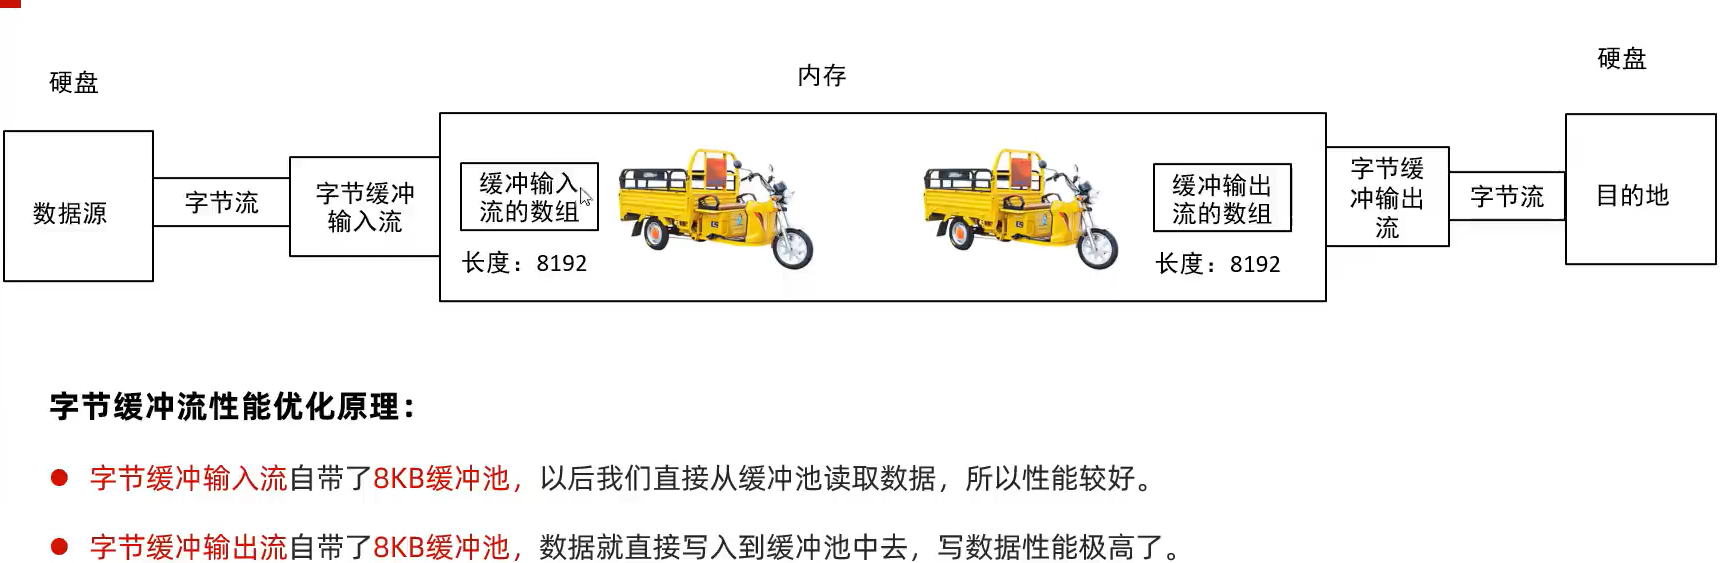 硬盘
内存
硬盘
数据源
字节流
字节缓冲
输入流
缓冲输入
流的数组
长度：8192
缓冲输出
流的数组
长度：8192
字节缓
冲输出
流
字节流
目的地
字节缓冲流性能优化原理：
字节缓冲输入流自带了8KB缓冲池，以后我们直接从缓冲池读取数据，所以性能较好。
字节缓冲输出流自带了8KB缓冲池，数据就直接写入到缓冲池中去，写数据性能极高了。